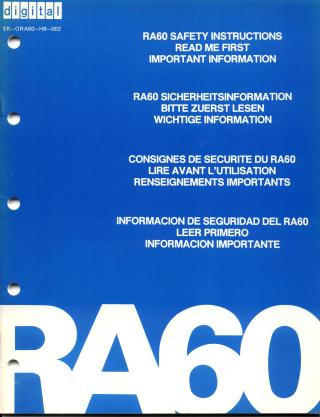 digital
EK-ORA60-HS-002
RA60 SAFETY INSTRUCTIONS
READ ME FIRST
IMPORTANT INFORMATION
RA60 SICHERHEITSINFORMATION
BITTE ZUERST LESEN
WICHTIGE INFORMATION
CONSIGNES DE SECURITE DU RA60
LIRE AVANT L'UTILISATION
RENSEIGNEMENTS IMPORTANTS
INFORMACION DE SEGURIDAD DEL RA60
LEER PRIMERO
INFORMACION IMPORTANTE
RA60